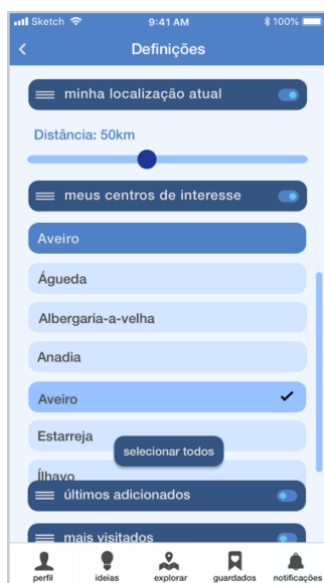 Sketch 9:41 AM 100%
Definições
minha localização atual
Distância: 50km
meus centros de interesse
Aveiro
Águeda
Albergaria-a-velha
Anadia
Aveiro
Estarreja
selecionar todos
Ílhavo
últimos adicionados
mais visitados
perfil ideias explorar guardados notificações